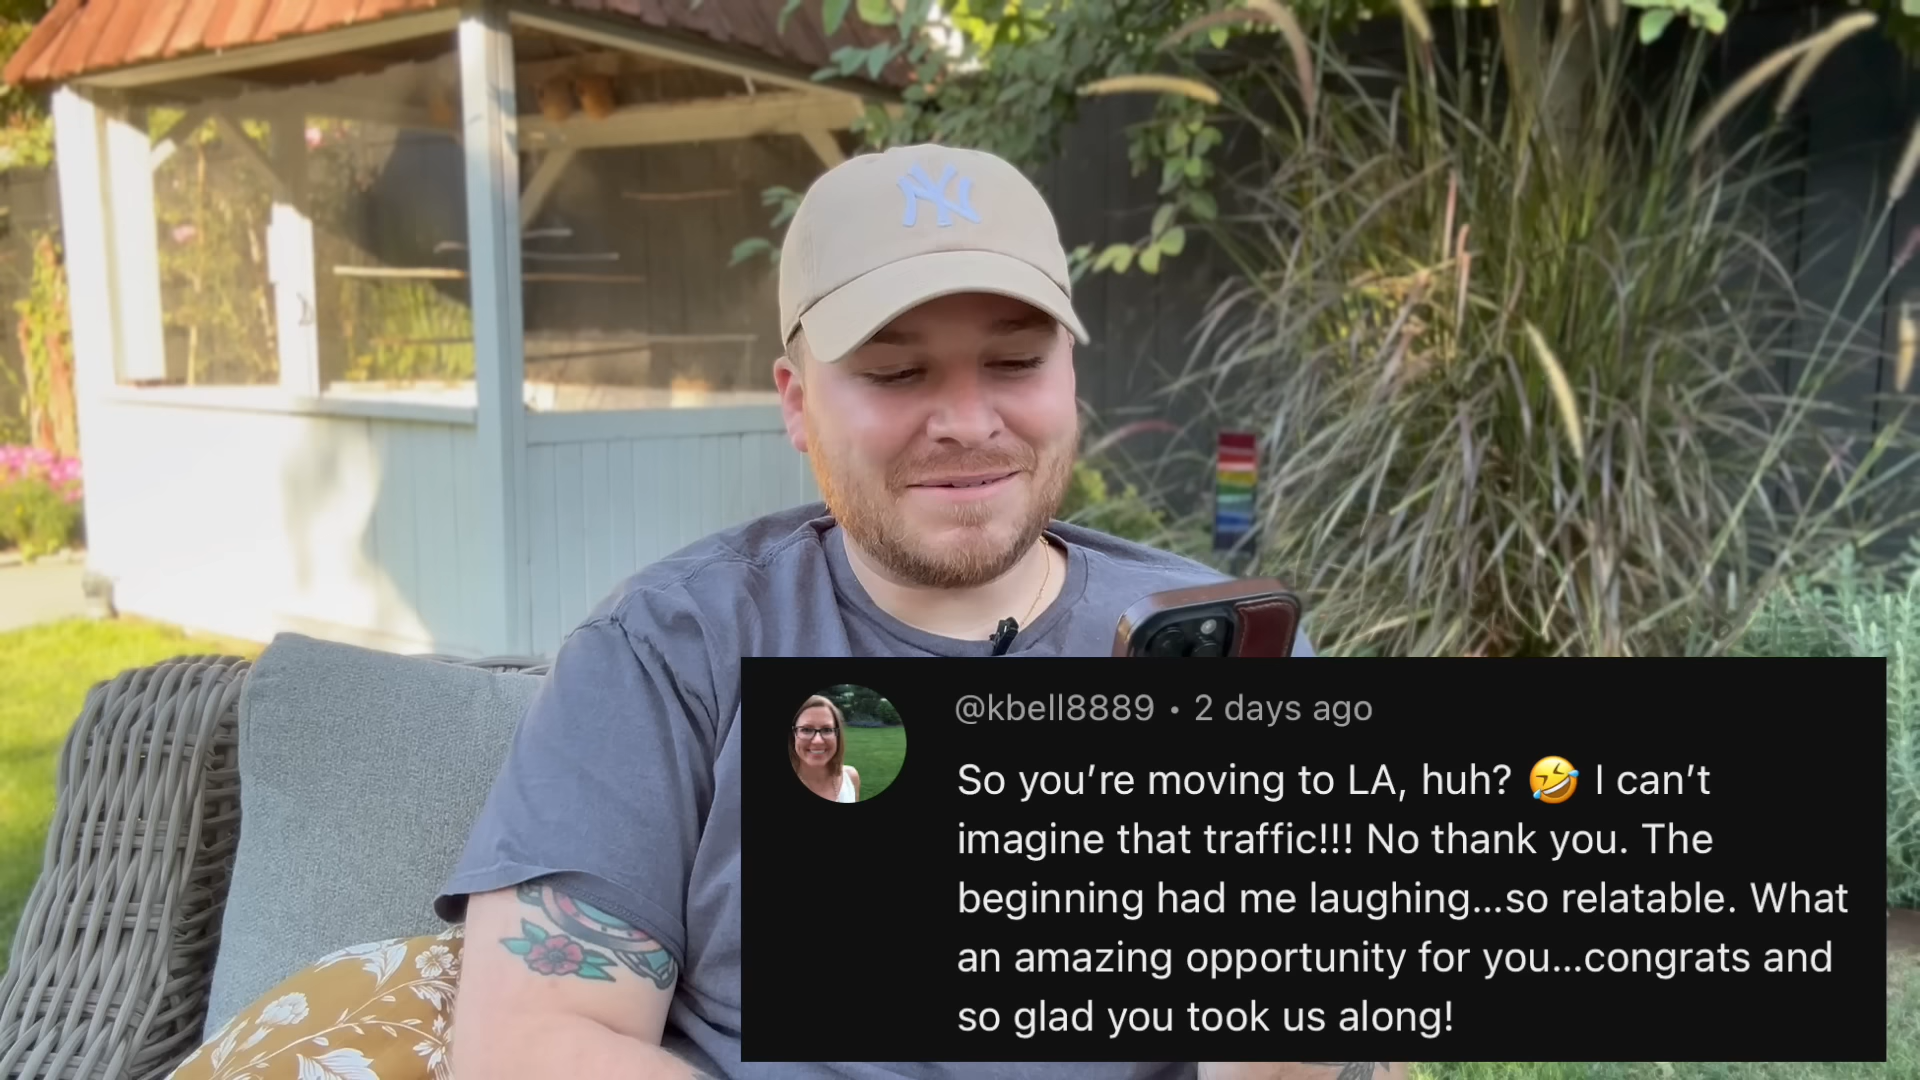 NY
@kbell8889 • 2 days ago
So you’re moving to LA, huh? 🤣 I can’t
imagine that traffic!!! No thank you. The
beginning had me laughing...so relatable. What
an amazing opportunity for you...congrats and
so glad you took us along!